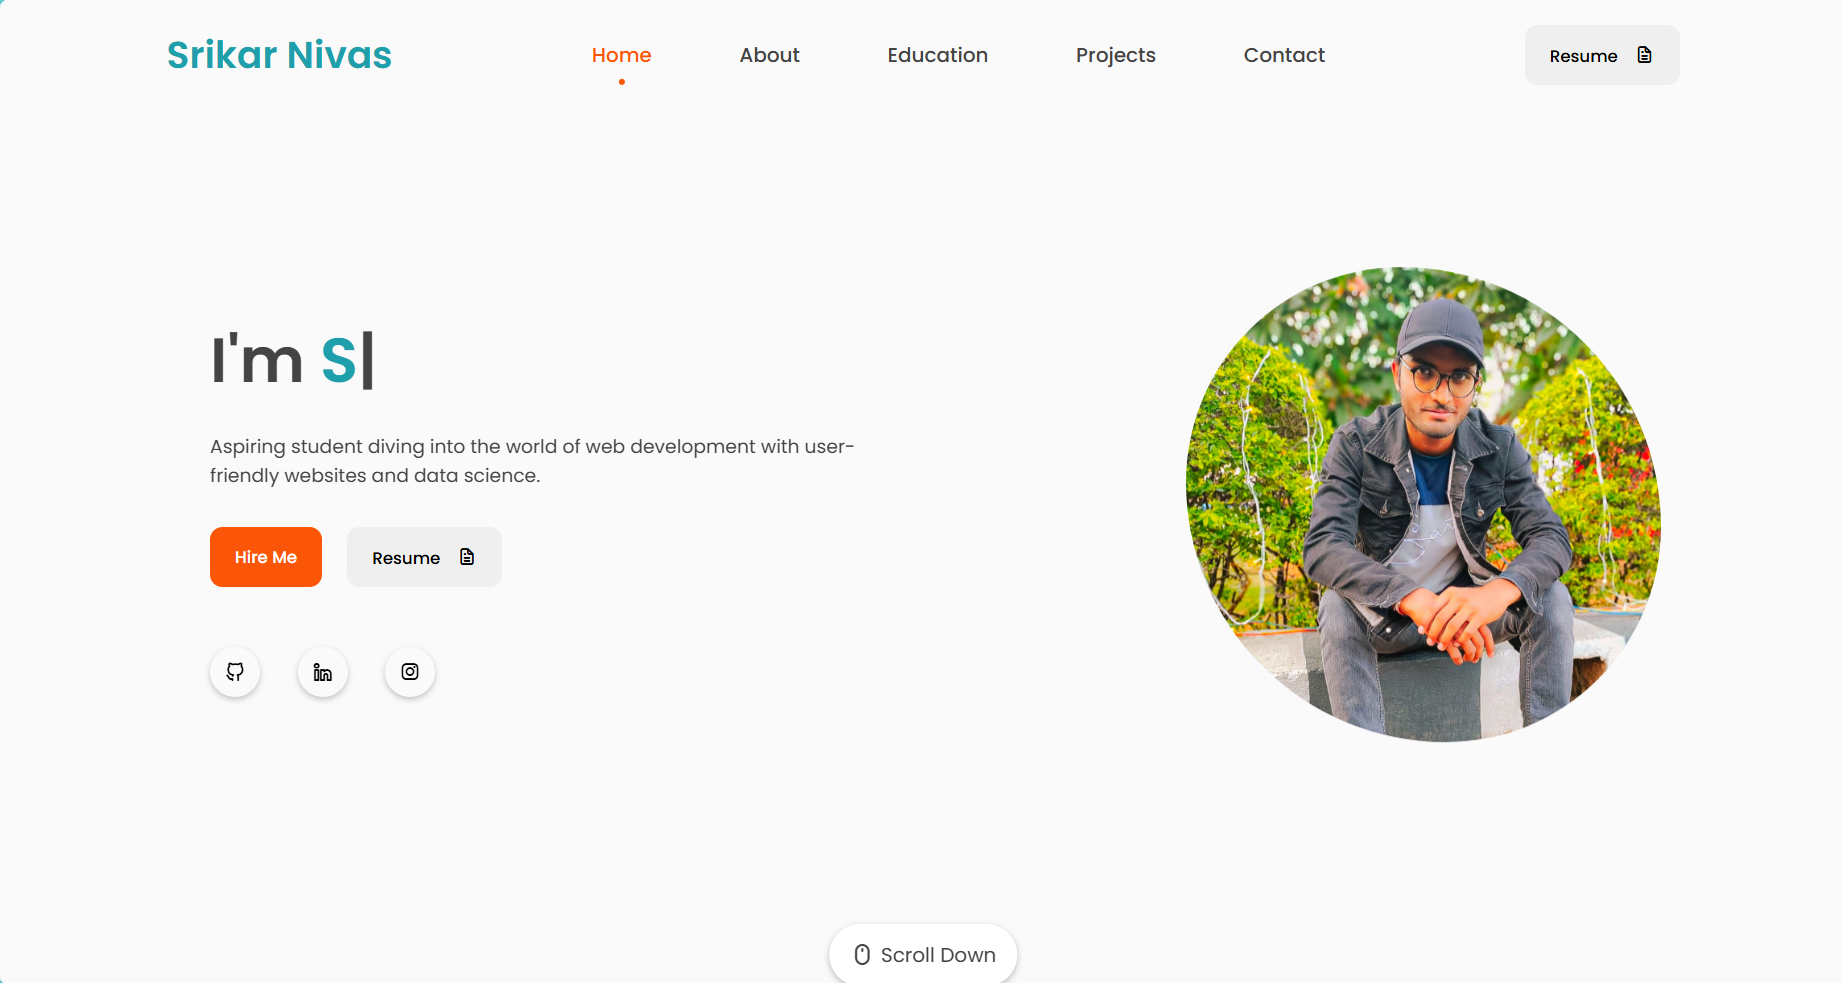 Srikar Nivas
Home
About
Education
Projects
Contact
Resume
I'm S|
Aspiring student diving into the world of web development with user-
friendly websites and data science.
Hire Me
Resume
Scroll Down